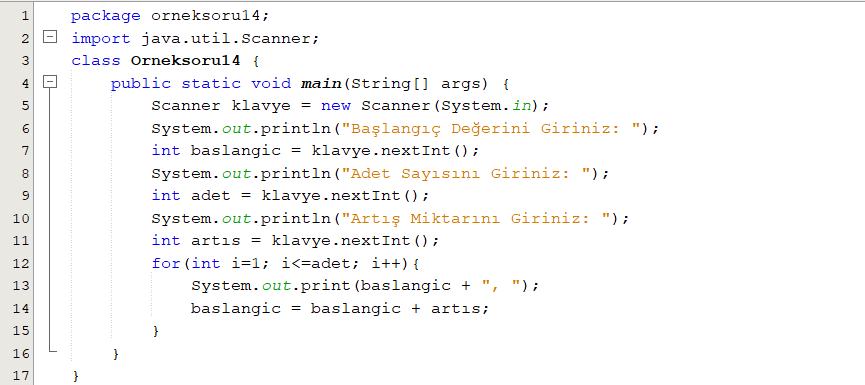 1 package orneksoru14;
2 import java.util.Scanner;
3 class Orneksoru14 {
4 public static void main(String[] args) {
5 Scanner klavye = new Scanner(System.in);
6 System.out.println("Başlangıç Değerini Giriniz: ");
7 int baslangic = klavye.nextInt();
8 System.out.println("Adet Sayısını Giriniz: ");
9 int adet = klavye.nextInt();
10 System.out.println("Artış Miktarını Giriniz: ");
11 int artıs = klavye.nextInt();
12 for(int i=1; i<=adet; i++){
13 System.out.print(baslangic + ", ");
14 baslangic = baslangic + artıs;
15 }
16 }
17 }